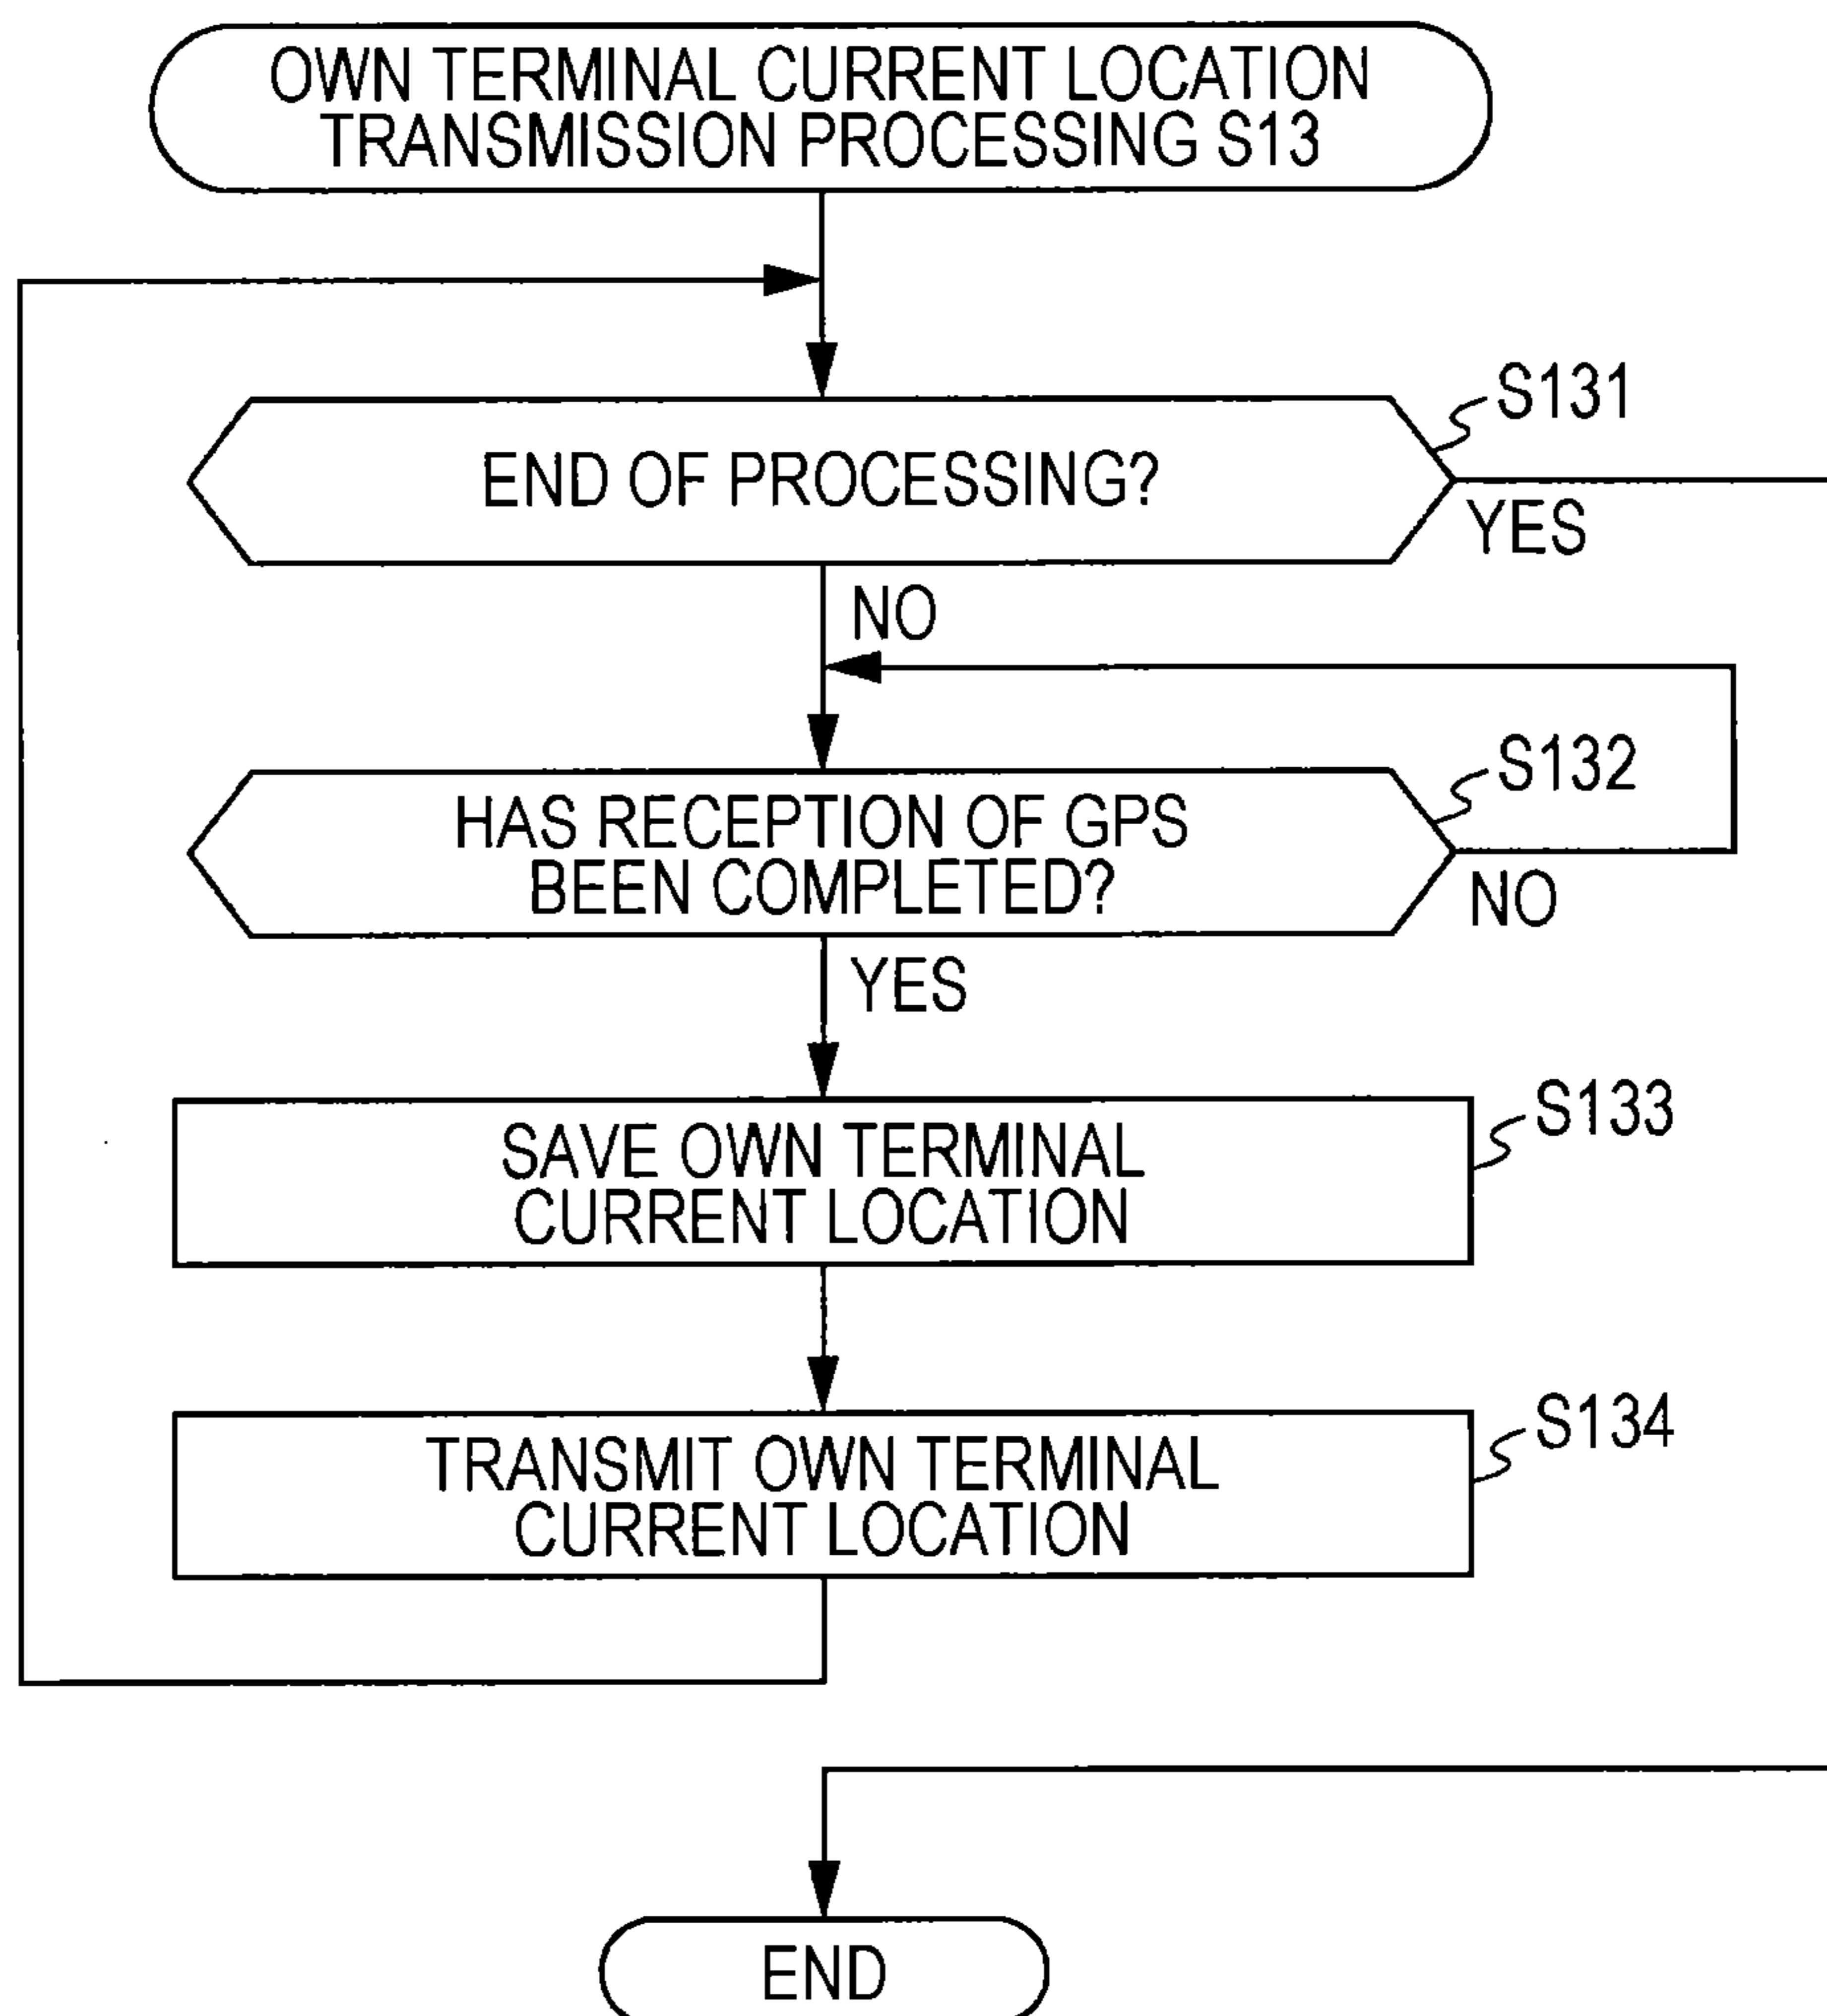 OWN TERMINAL CURRENT LOCATION
TRANSMISSION PROCESSING S13
S131
END OF PROCESSING?
YES
NO
S132
HAS RECEPTION OF GPS
BEEN COMPLETED?
NO
YES
S133
SAVE OWN TERMINAL
CURRENT LOCATION
S134
TRANSMIT OWN TERMINAL
CURRENT LOCATION
END